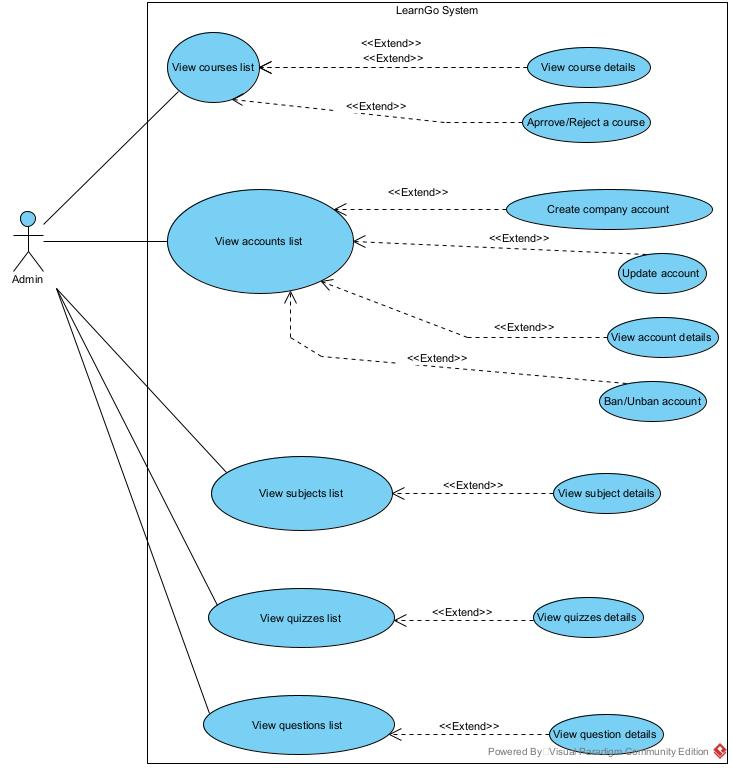 LearnGo System
<<Extend>>
<<Extend>>
View courses list
View course details
<<Extend>>
Aprrove/Reject a course
<<Extend>>
Create company account
View accounts list
<<Extend>>
Update account
Admin
<<Extend>>
View account details
<<Extend>>
Ban/Unban account
<<Extend>>
View subjects list
View subject details
<<Extend>>
View quizzes list
View quizzes details
<<Extend>>
View questions list
View question details
Powered By Visual Paradigm Community Edition